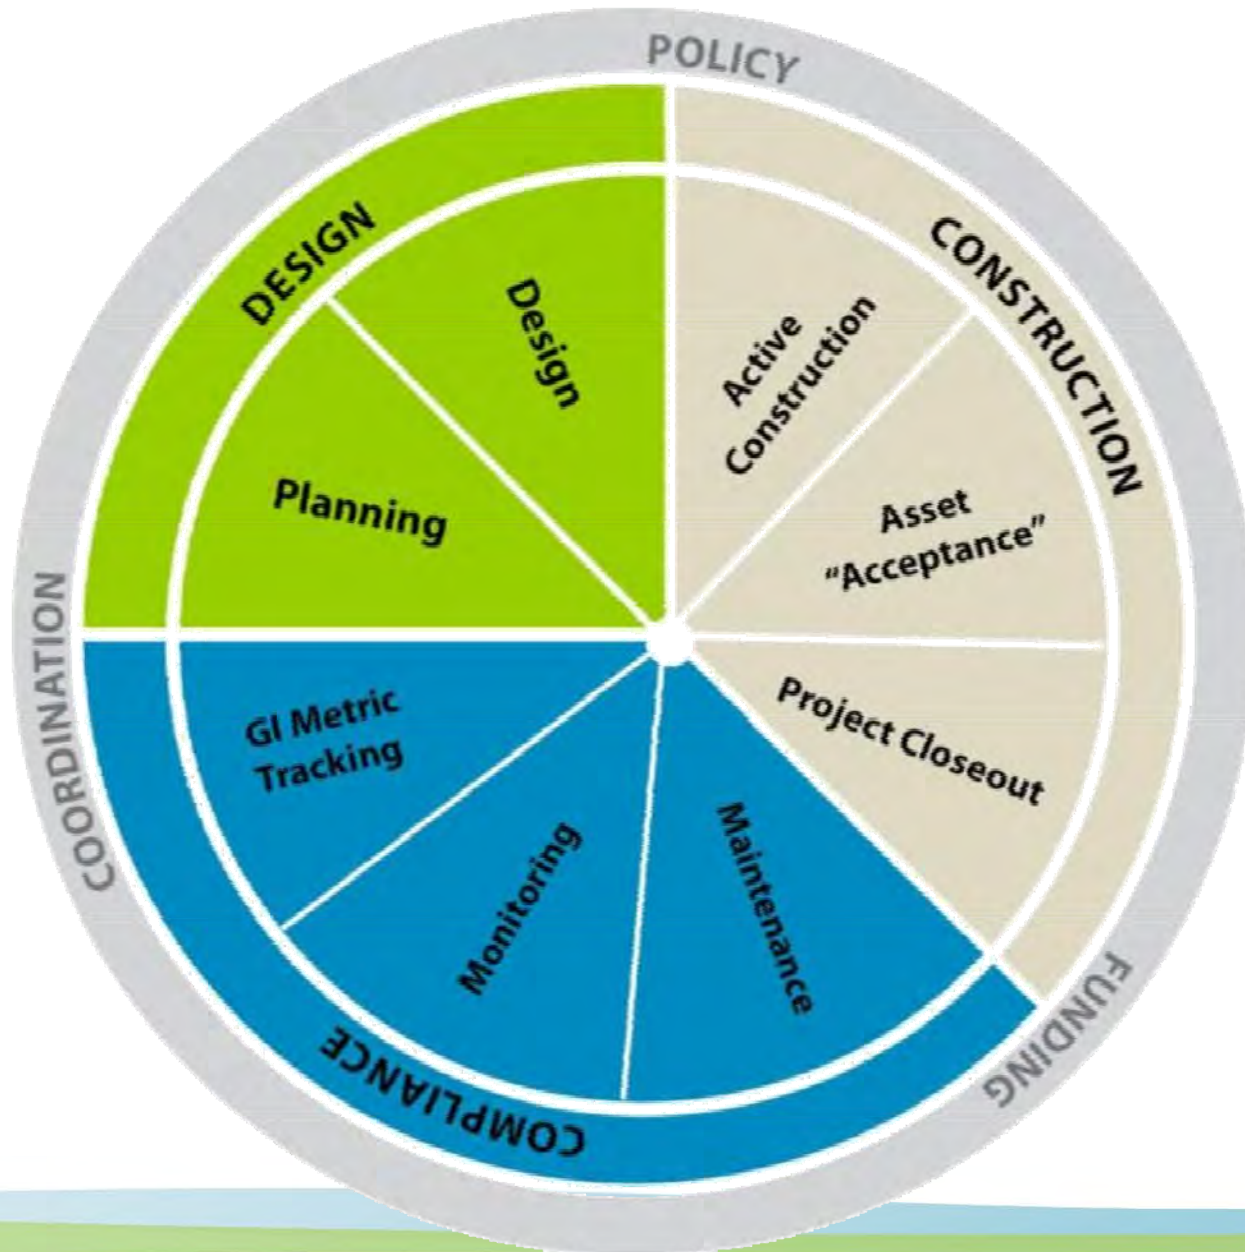 POLICY
DESIGN
CONSTRUCTION
Design
Active
Construction
Planning
Asset
"Acceptance"
COORDINATION
GI Metric
Tracking
Project Closeout
Monitoring
Maintenance
FUNDING
COMPLIANCE